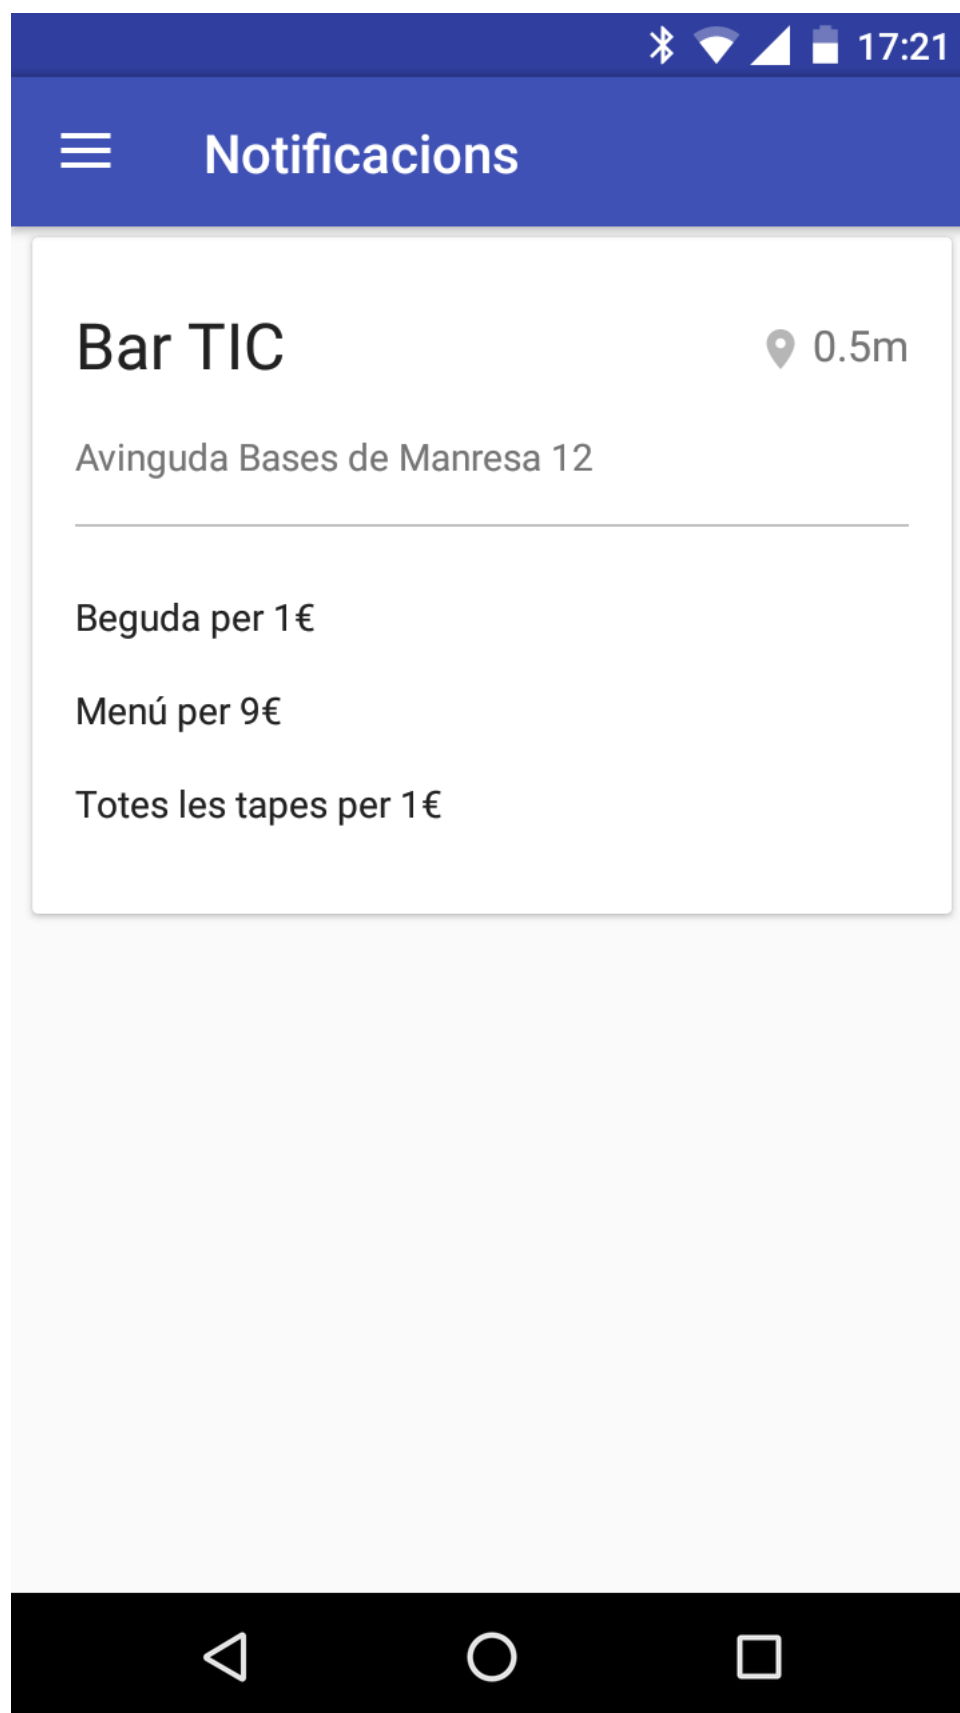 17:21
Notificacions
Bar TIC
0.5m
Avinguda Bases de Manresa 12
Beguda per 1€
Menú per 9€
Totes les tapes per 1€